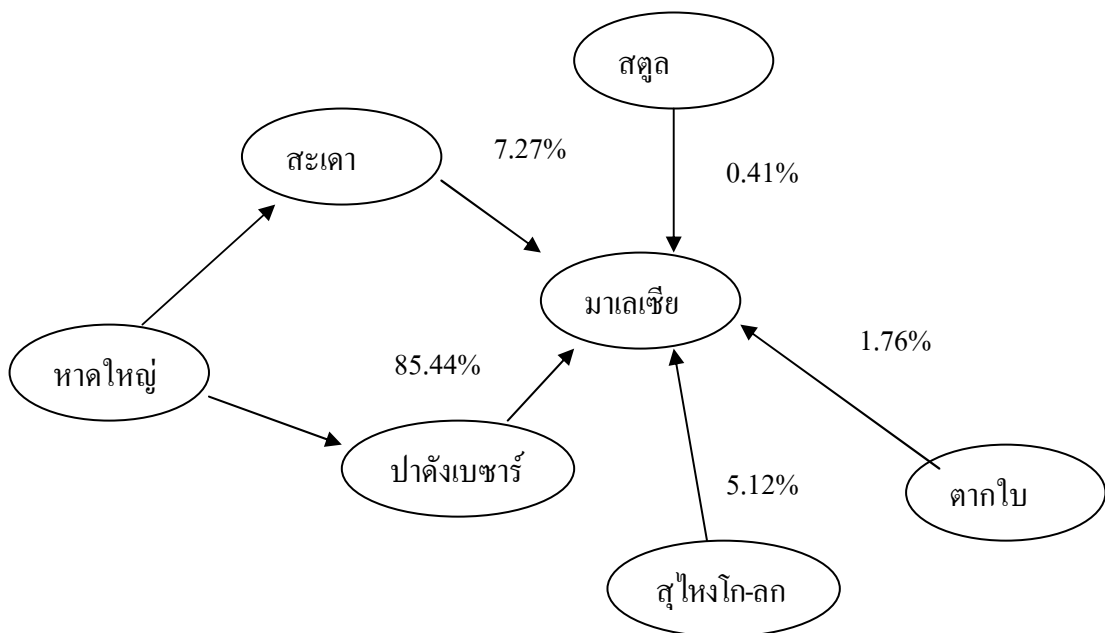 สตูล
สะเดา
7.27%
0.41%
มาเลเซีย
1.76%
หาดใหญ่
85.44%
ปาดังเบซาร์
5.12%
ตากใบ
สุไหงโก-ลก